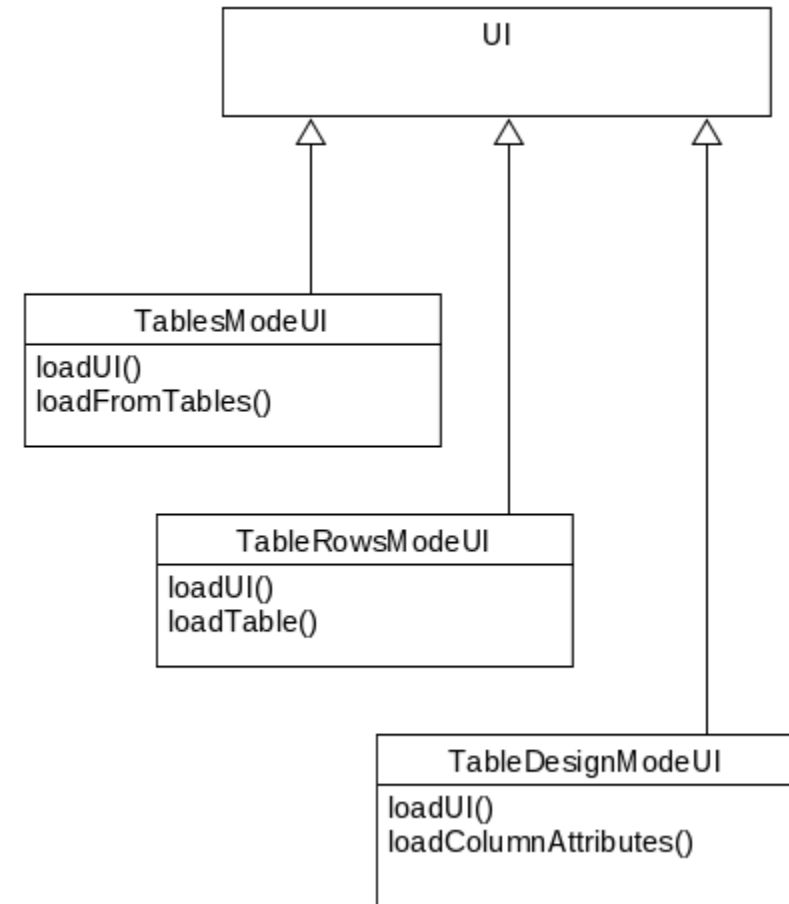 UI
TablesModeUI
loadUI()
loadFromTables()
TableRowsModeUI
loadUI()
loadTable()
TableDesignModeUI
loadUI()
loadColumnAttributes()